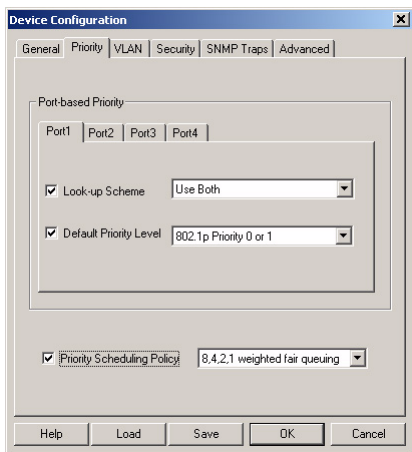 Device Configuration
General Priority VLAN Security SNMP Traps Advanced
Port-based Priority
Port1 Port2 Port3 Port4
Look-up Scheme Use Both
Default Priority Level 802.1p Priority 0 or 1
Priority Scheduling Policy 8,4,2,1 weighted fair queuing
Help Load Save OK Cancel